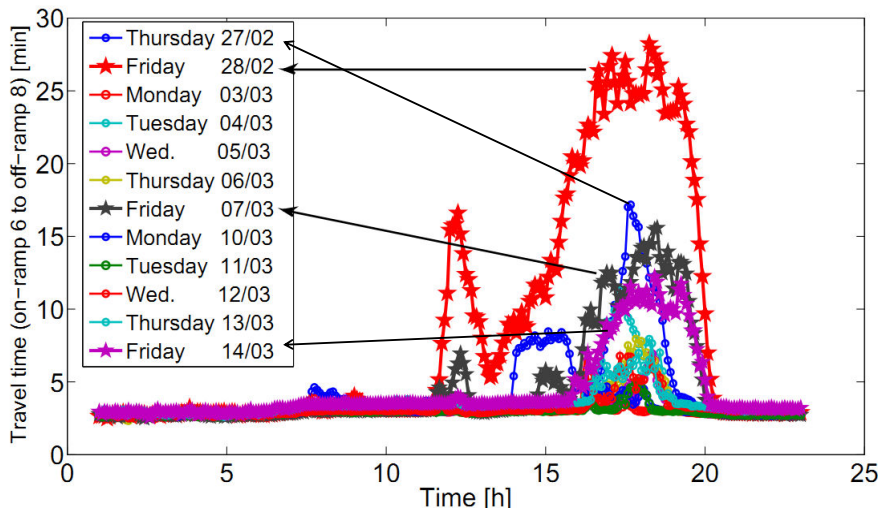 Travel time (on-ramp 6 to off-ramp 8) [min]
30
25
20
15
10
5
0
Thursday 27/02
Friday 28/02
Monday 03/03
Tuesday 04/03
Wed. 05/03
Thursday 06/03
Friday 07/03
Monday 10/03
Tuesday 11/03
Wed. 12/03
Thursday 13/03
Friday 14/03
0 5 10 15 20 25
Time [h]